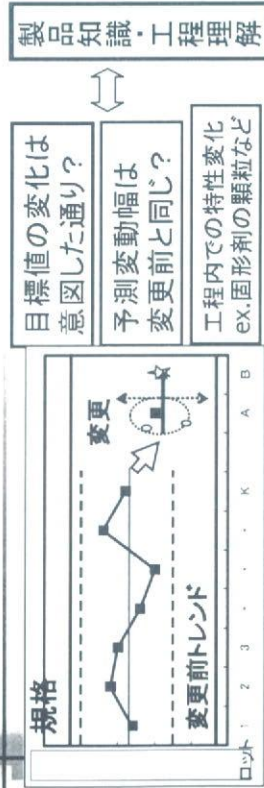 規格
変更
変更前トレンド
ロット 1 2 3 ・ ・ ・ K A B
目標値の変化は
意図した通り？
予測変動幅は
変更前と同じ？
工程内での特性変化
ex.固形剤の顆粒など
製品知識・工程理解